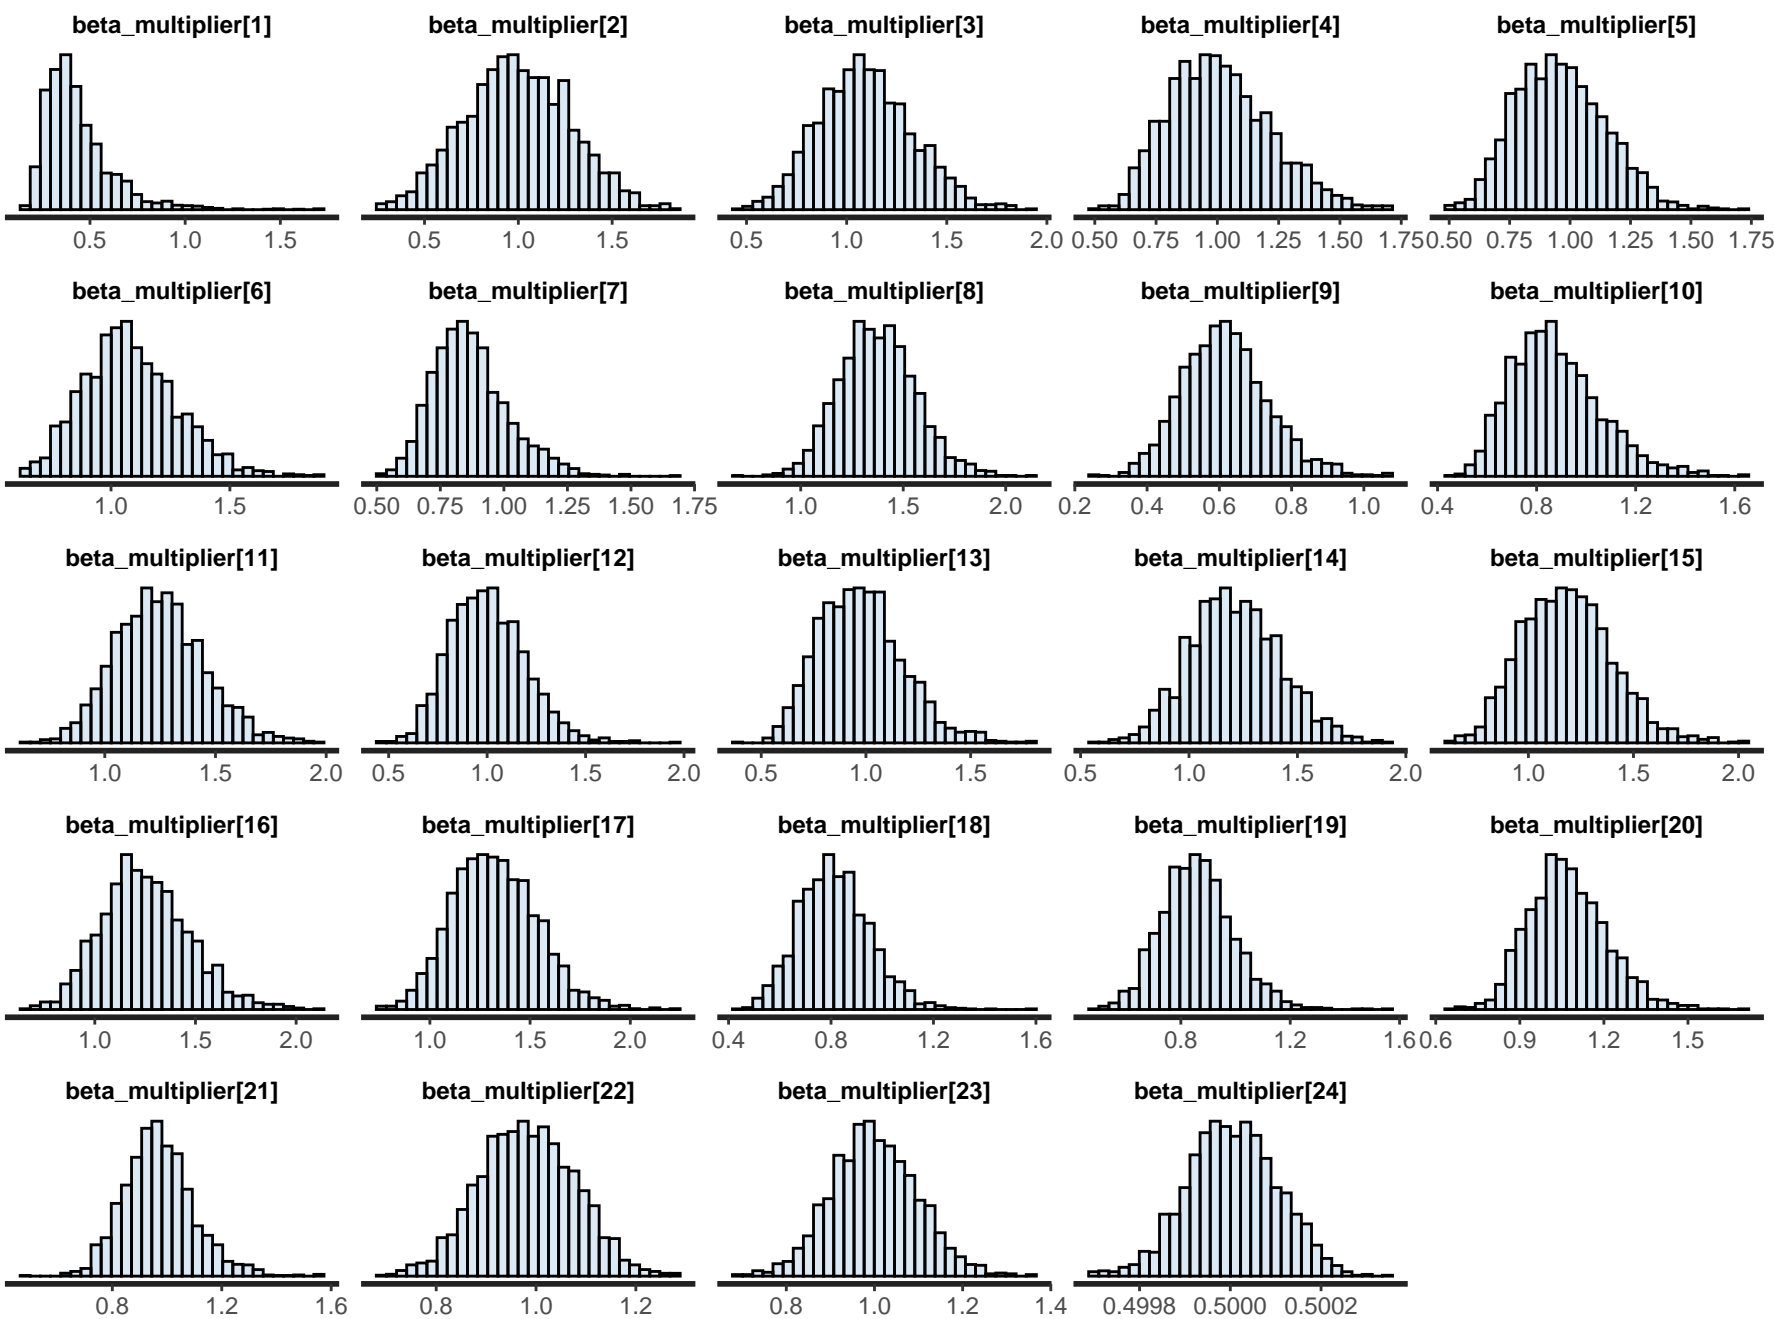 beta_multiplier[1] beta_multiplier[2] beta_multiplier[3] beta_multiplier[4] beta_multiplier[5]
0.5 1.0 1.5 0.5 1.0 1.5 0.5 1.0 1.5 2.0 0.50 0.75 1.00 1.25 1.50 1.75 0.50 0.75 1.00 1.25 1.50 1.75
beta_multiplier[6] beta_multiplier[7] beta_multiplier[8] beta_multiplier[9] beta_multiplier[10]
1.0 1.5 0.50 0.75 1.00 1.25 1.50 1.75 1.0 1.5 2.0 0.2 0.4 0.6 0.8 1.0 0.4 0.8 1.2 1.6
beta_multiplier[11] beta_multiplier[12] beta_multiplier[13] beta_multiplier[14] beta_multiplier[15]
1.0 1.5 2.0 0.5 1.0 1.5 2.0 0.5 1.0 1.5 0.5 1.0 1.5 2.0 1.0 1.5 2.0
beta_multiplier[16] beta_multiplier[17] beta_multiplier[18] beta_multiplier[19] beta_multiplier[20]
1.0 1.5 2.0 1.0 1.5 2.0 0.4 0.8 1.2 1.6 0.8 1.2 1.6 0.6 0.9 1.2 1.5
beta_multiplier[21] beta_multiplier[22] beta_multiplier[23] beta_multiplier[24]
0.8 1.2 1.6 0.8 1.0 1.2 0.8 1.0 1.2 1.4 0.4998 0.5000 0.5002